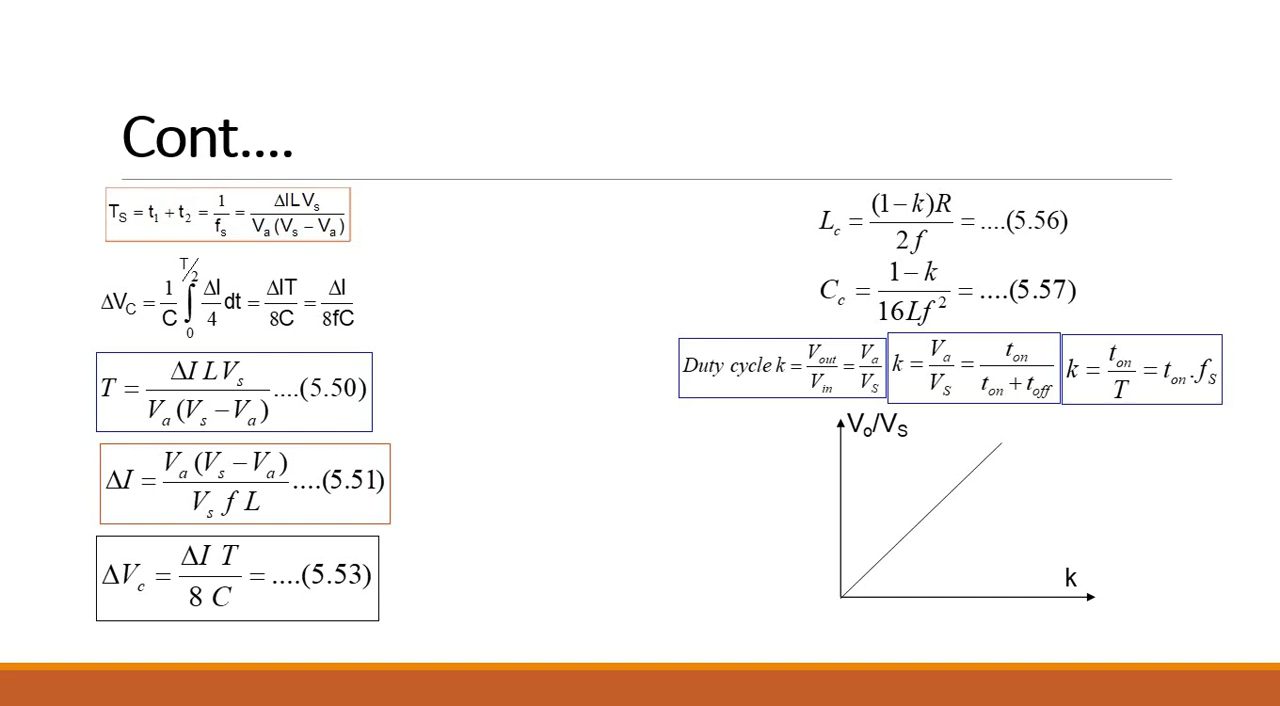 Cont....
T_S = t_1 + t_2 = 1/f_s = ΔILV_s / V_a (V_s − V_a)
ΔV_C = 1/C ∫_0^{T/2} ΔI/4 dt = ΔIT/8C = ΔI/8fC
T = ΔI L V_s / V_a (V_s − V_a) ....(5.50)
ΔI = V_a (V_s − V_a) / V_s f L ....(5.51)
ΔV_c = ΔI T / 8 C = ....(5.53)
L_c = (1− k)R / 2f = ....(5.56)
C_c = 1− k / 16Lf^2 = ....(5.57)
Duty cycle k = V_out/V_in = V_a/V_S
k = V_a/V_S = t_on / t_on + t_off
k = t_on/T = t_on . f_S
V_o/V_S
k